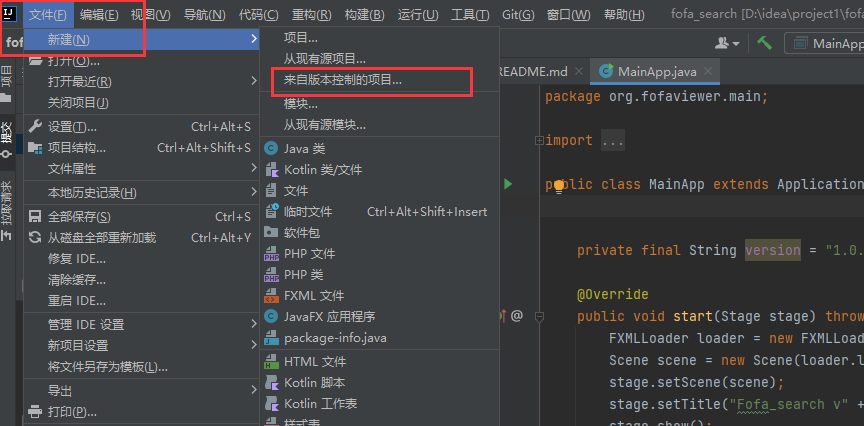 文件(F) 编辑(E) 视图(V) 导航(N) 代码(C) 重构(R) 构建(B) 运行(U) 工具(T) Git(G) 窗口(W) 帮助(H) fofa_search [D:\idea\project1\fofa_se
新建(N)
打开(O)...
打开最近(R)
关闭项目(J)
设置(T)... Ctrl+Alt+S
项目结构... Ctrl+Alt+Shift+S
文件属性
本地历史记录(H)
全部保存(S) Ctrl+S
从磁盘全部重新加载 Ctrl+Alt+Y
修复 IDE...
清除缓存...
重启 IDE...
管理 IDE 设置
新项目设置
将文件另存为模板(L)...
导出
打印(P)...
项目...
从现有源项目...
来自版本控制的项目...
模块...
从现有源模块...
Java 类
Kotlin 类/文件
文件
临时文件 Ctrl+Alt+Shift+Insert
软件包
PHP 文件
PHP 类
FXML 文件
JavaFX 应用程序
package-info.java
HTML 文件
Kotlin 脚本
Kotlin 工作表
样式表
fo
项目
提交
拉取请求
MainApp
README.md
MainApp.java
package org.fofaviewer.main;
import ...
public class MainApp extends Application
private final String version = "1.0.
@Override
public void start(Stage stage) throw
FXMLLoader loader = new FXMLLoad
Scene scene = new Scene(loader.l
stage.setScene(scene);
stage.setTitle("Fofa_search v" +
stage.show();